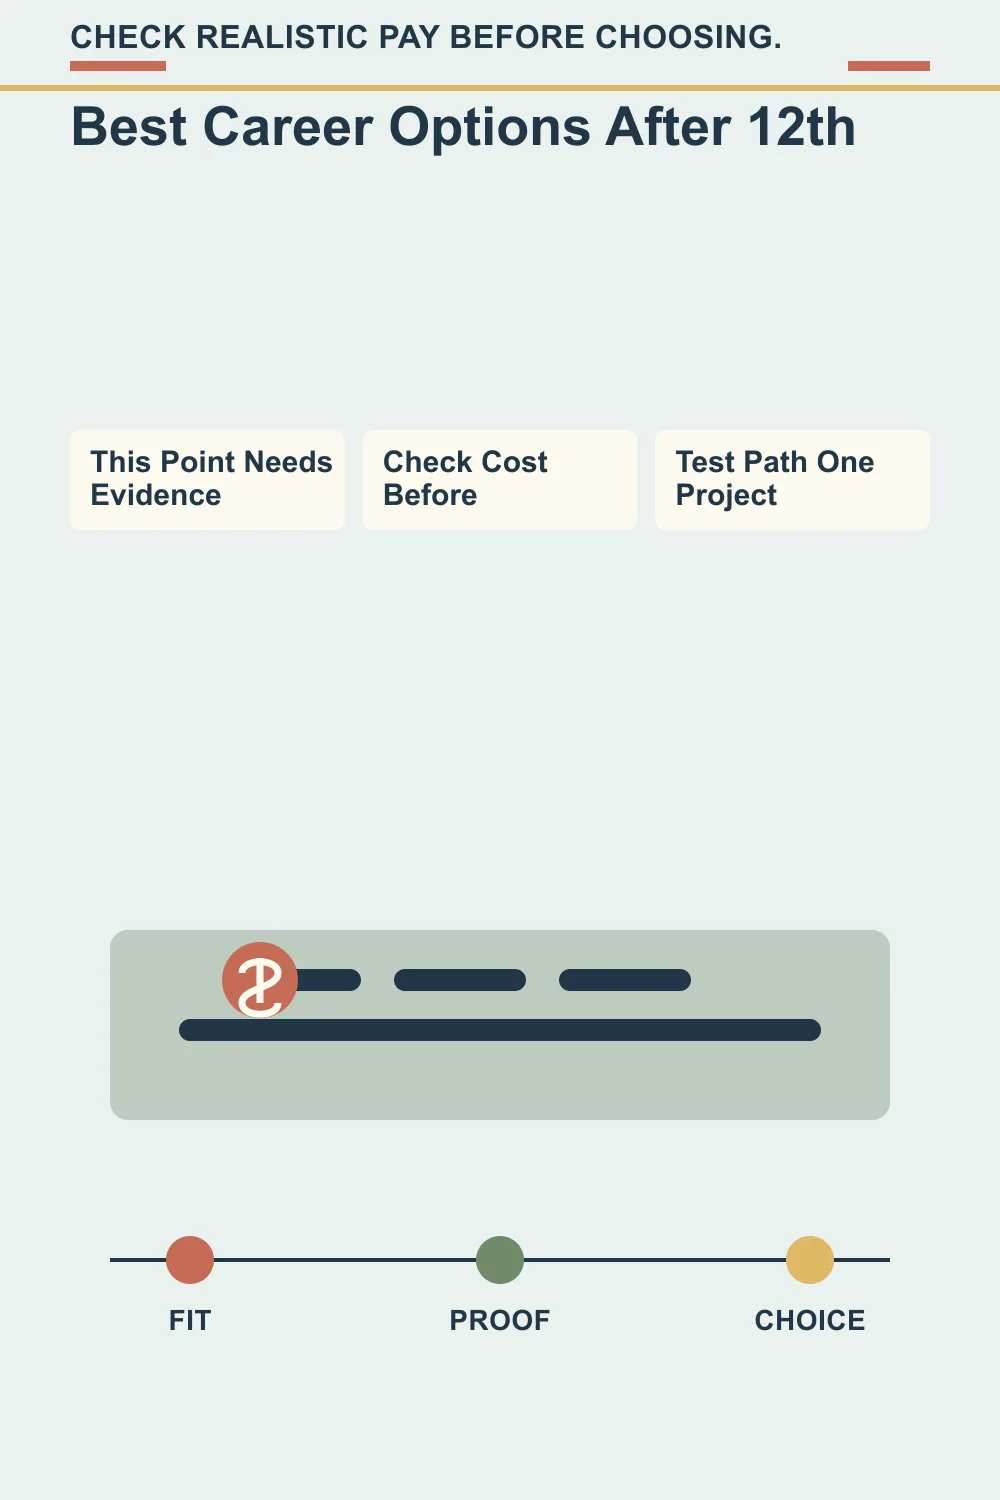 CHECK REALISTIC PAY BEFORE CHOOSING.
Best Career Options After 12th
This Point Needs
Evidence
Check Cost
Before
Test Path One
Project
FIT
PROOF
CHOICE